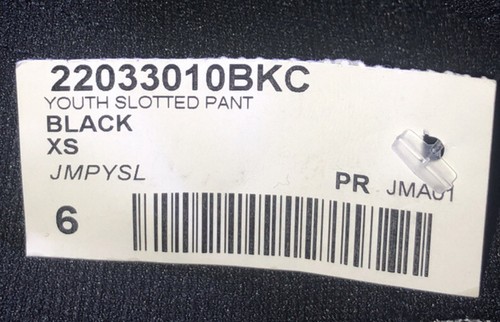 22033010BKC
YOUTH SLOTTED PANT
BLACK
XS
JMPYSL
PR JMA01
6